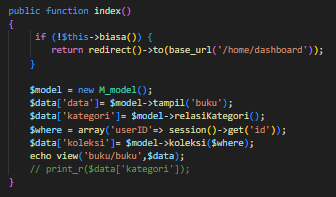 public function index()
{
if (!$this->biasa()) {
return redirect()->to(base_url('/home/dashboard'));
}
$model = new M_model();
$data['data']= $model->tampil('buku');
$data['kategori']= $model->relasiKategori();
$where = array('userID'=> session()->get('id'));
$data['koleksi']= $model->koleksi($where);
echo view('buku/buku',$data);
// print_r($data['kategori']);
}